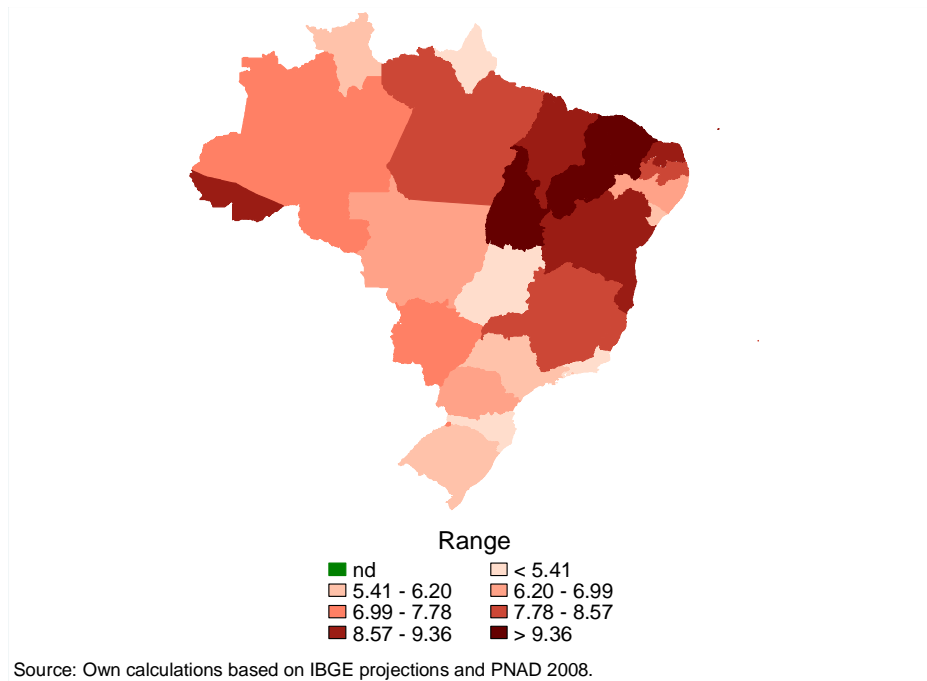 Range
nd < 5.41
5.41 - 6.20 6.20 - 6.99
6.99 - 7.78 7.78 - 8.57
8.57 - 9.36 > 9.36
Source: Own calculations based on IBGE projections and PNAD 2008.